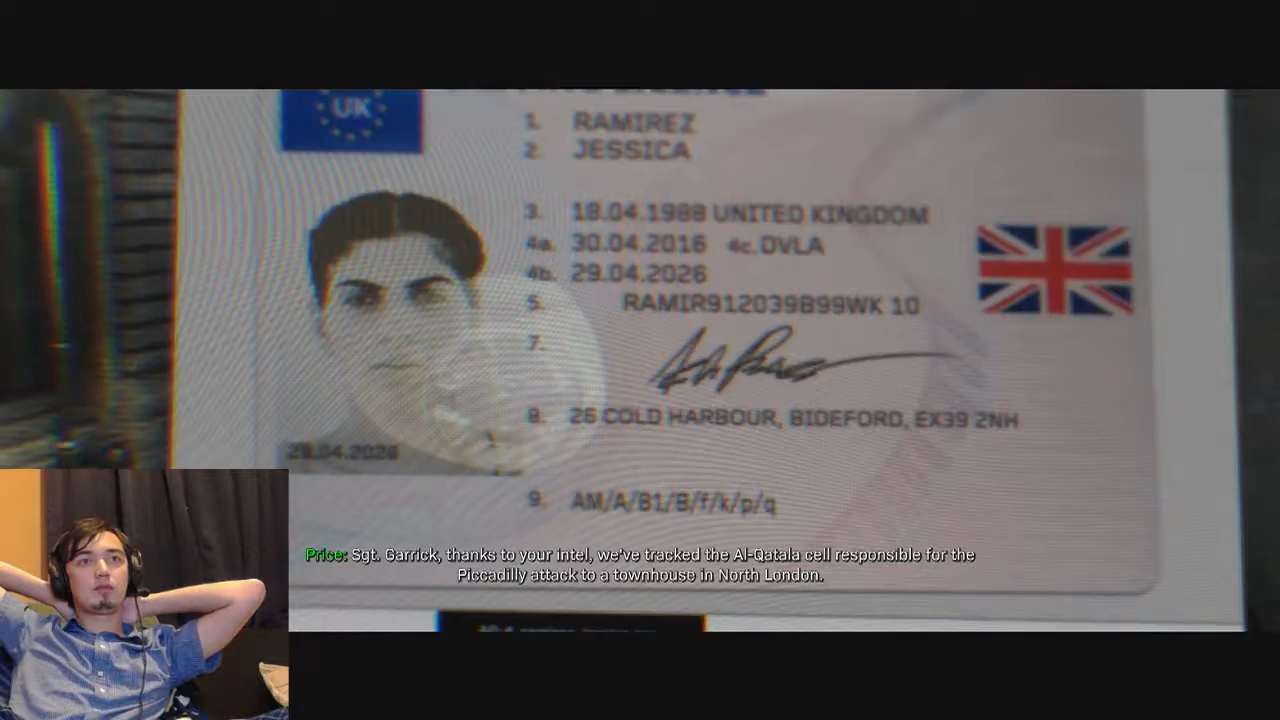 UK
1. RAMIREZ
2. JESSICA
3. 18.04.1988 UNITED KINGDOM
4a. 30.04.2016 4c. DVLA
4b. 29.04.2026
5. RAMIR912039B99WK 10
7.
8. 26 COLD HARBOUR, BIDEFORD, EX39 2NH
29.04.2026
9. AM/A/B1/B/f/k/p/q
Price: Sgt. Garrick, thanks to your intel, we've tracked the Al-Qatala cell responsible for the
Piccadilly attack to a townhouse in North London.